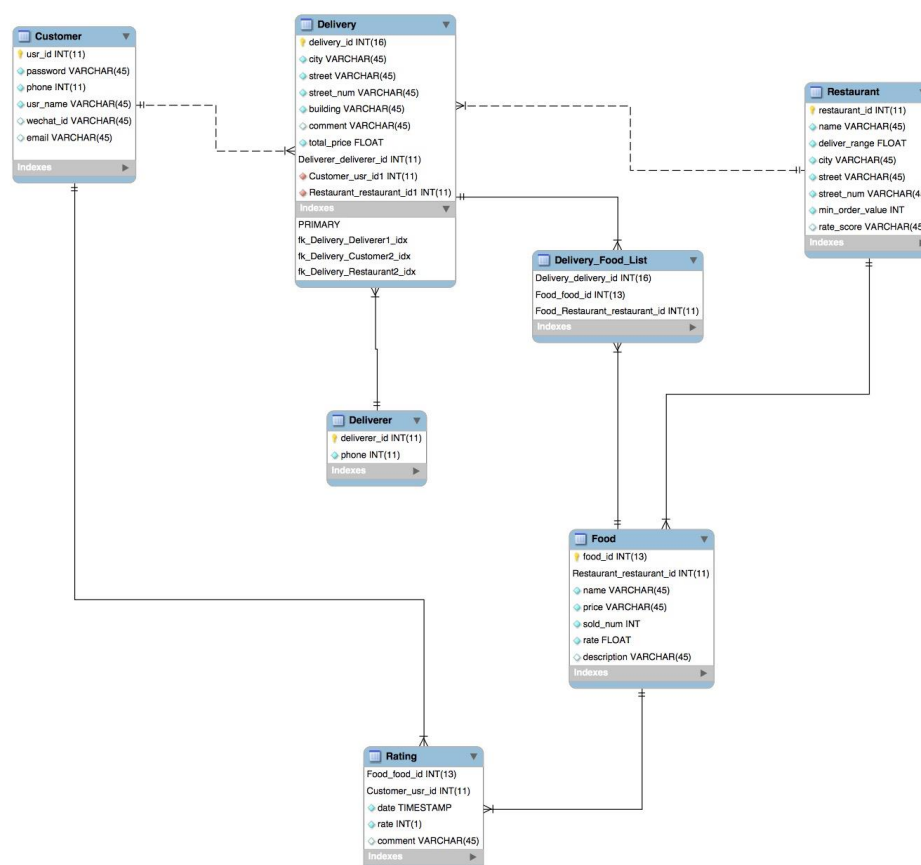 Customer
usr_id INT(11)
password VARCHAR(45)
phone INT(11)
usr_name VARCHAR(45)
wechat_id VARCHAR(45)
email VARCHAR(45)
Indexes
Delivery
delivery_id INT(16)
city VARCHAR(45)
street VARCHAR(45)
street_num VARCHAR(45)
building VARCHAR(45)
comment VARCHAR(45)
total_price FLOAT
Deliverer_deliverer_id INT(11)
Customer_usr_id1 INT(11)
Restaurant_restaurant_id1 INT(11)
Indexes
PRIMARY
fk_Delivery_Deliverer1_idx
fk_Delivery_Customer2_idx
fk_Delivery_Restaurant2_idx
Restaurant
restaurant_id INT(11)
name VARCHAR(45)
deliver_range FLOAT
city VARCHAR(45)
street VARCHAR(45)
street_num VARCHAR(4
min_order_value INT
rate_score VARCHAR(45
Indexes
Delivery_Food_List
Delivery_delivery_id INT(16)
Food_food_id INT(13)
Food_Restaurant_restaurant_id INT(11)
Indexes
Deliverer
deliverer_id INT(11)
phone INT(11)
Indexes
Food
food_id INT(13)
Restaurant_restaurant_id INT(11)
name VARCHAR(45)
price VARCHAR(45)
sold_num INT
rate FLOAT
description VARCHAR(45)
Indexes
Rating
Food_food_id INT(13)
Customer_usr_id INT(11)
date TIMESTAMP
rate INT(1)
comment VARCHAR(45)
Indexes